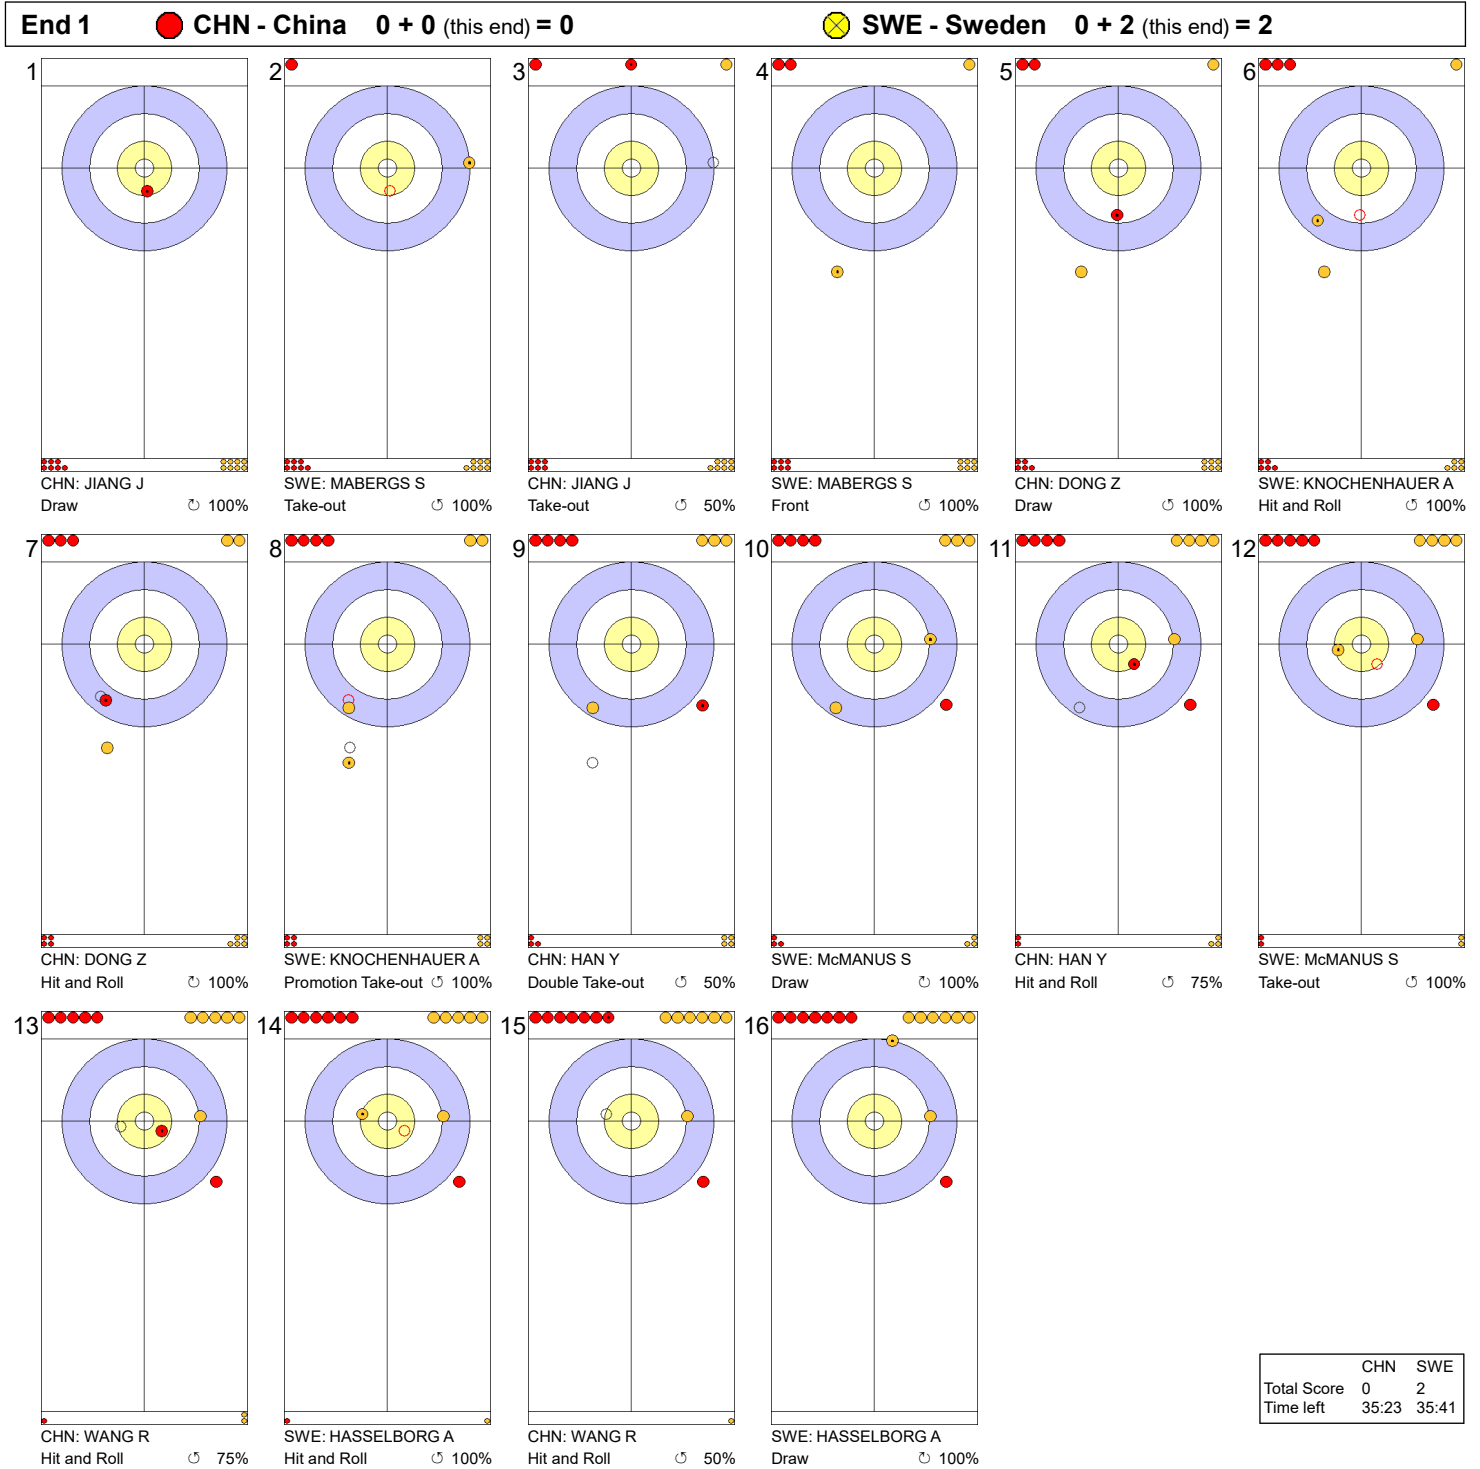 End 1 CHN - China 0 + 0 (this end) = 0 SWE - Sweden 0 + 2 (this end) = 2
1 2 3 4 5 6
CHN: JIANG J SWE: MABERGS S CHN: JIANG J SWE: MABERGS S CHN: DONG Z SWE: KNOCHENHAUER A
Draw ↻ 100% Take-out ↺ 100% Take-out ↺ 50% Front ↺ 100% Draw ↺ 100% Hit and Roll ↻ 100%
7 8 9 10 11 12
CHN: DONG Z SWE: KNOCHENHAUER A CHN: HAN Y SWE: McMANUS S CHN: HAN Y SWE: McMANUS S
Hit and Roll ↻ 100% Promotion Take-out ↻ 100% Double Take-out ↺ 50% Draw ↻ 100% Hit and Roll ↺ 75% Take-out ↻ 100%
13 14 15 16
CHN: WANG R SWE: HASSELBORG A CHN: WANG R SWE: HASSELBORG A
Hit and Roll ↺ 75% Hit and Roll ↺ 100% Hit and Roll ↺ 50% Draw ↻ 100%
CHN SWE
Total Score 0 2
Time left 35:23 35:41